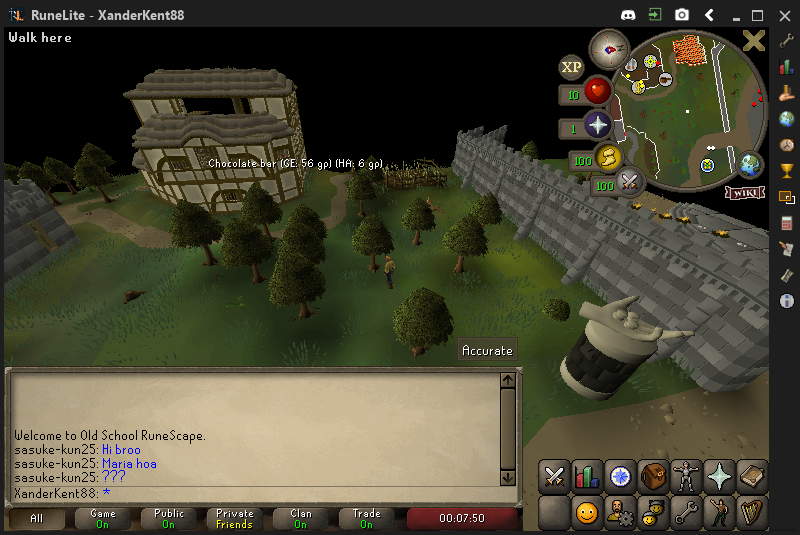 RuneLite - XanderKent88
Walk here
XP
10
1
100
100
WIKI
Chocolate bar (GE: 56 gp) (HA: 6 gp)
Accurate
Welcome to Old School RuneScape.
sasuke-kun25: Hi broo
sasuke-kun25: Maria hoa
sasuke-kun25: ???
XanderKent88: *
All
Game
On
Public
On
Private
Friends
Clan
On
Trade
On
00:07:50